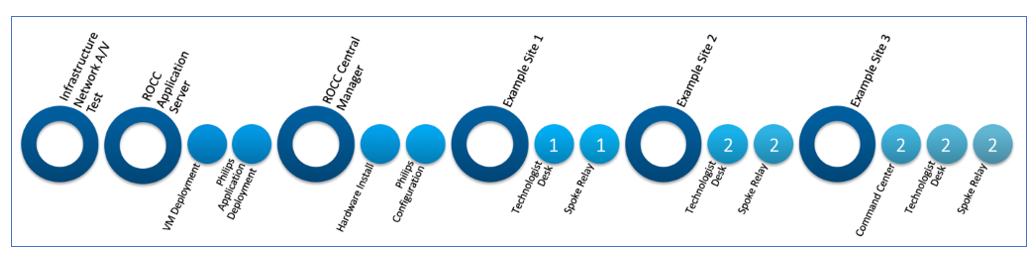 Infrastructure
Network A/V
Test
ROCC
Application
Server
VM Deployment
Philips
Application
Deployment
ROCC Central
Manager
Hardware Install
Philips
Configuration
Example Site 1
1
Technologist
Desk
1
Spoke Relay
Example Site 2
2
Technologist
Desk
2
Spoke Relay
Example Site 3
2
Command Center
2
Technologist
Desk
2
Spoke Relay